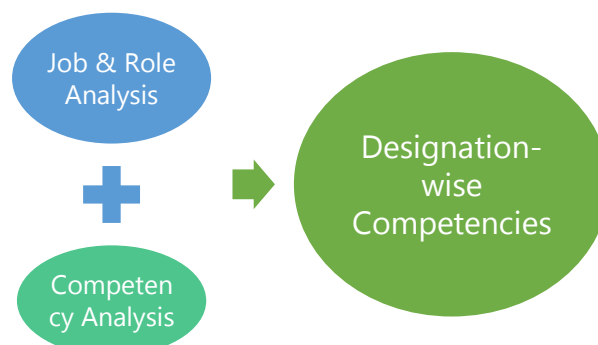 Job & Role
Analysis
Competen
cy Analysis
Designation-
wise
Competencies